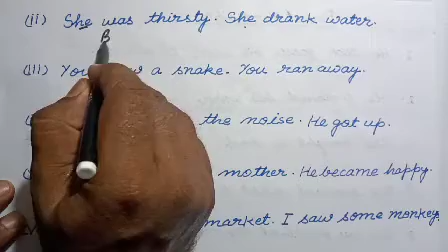 (ii) She was thirsty. She drank water.
B
(iii) You a snake. You ran away.
the noise. He got up.
mother. He became happy.
market. I saw some monkey